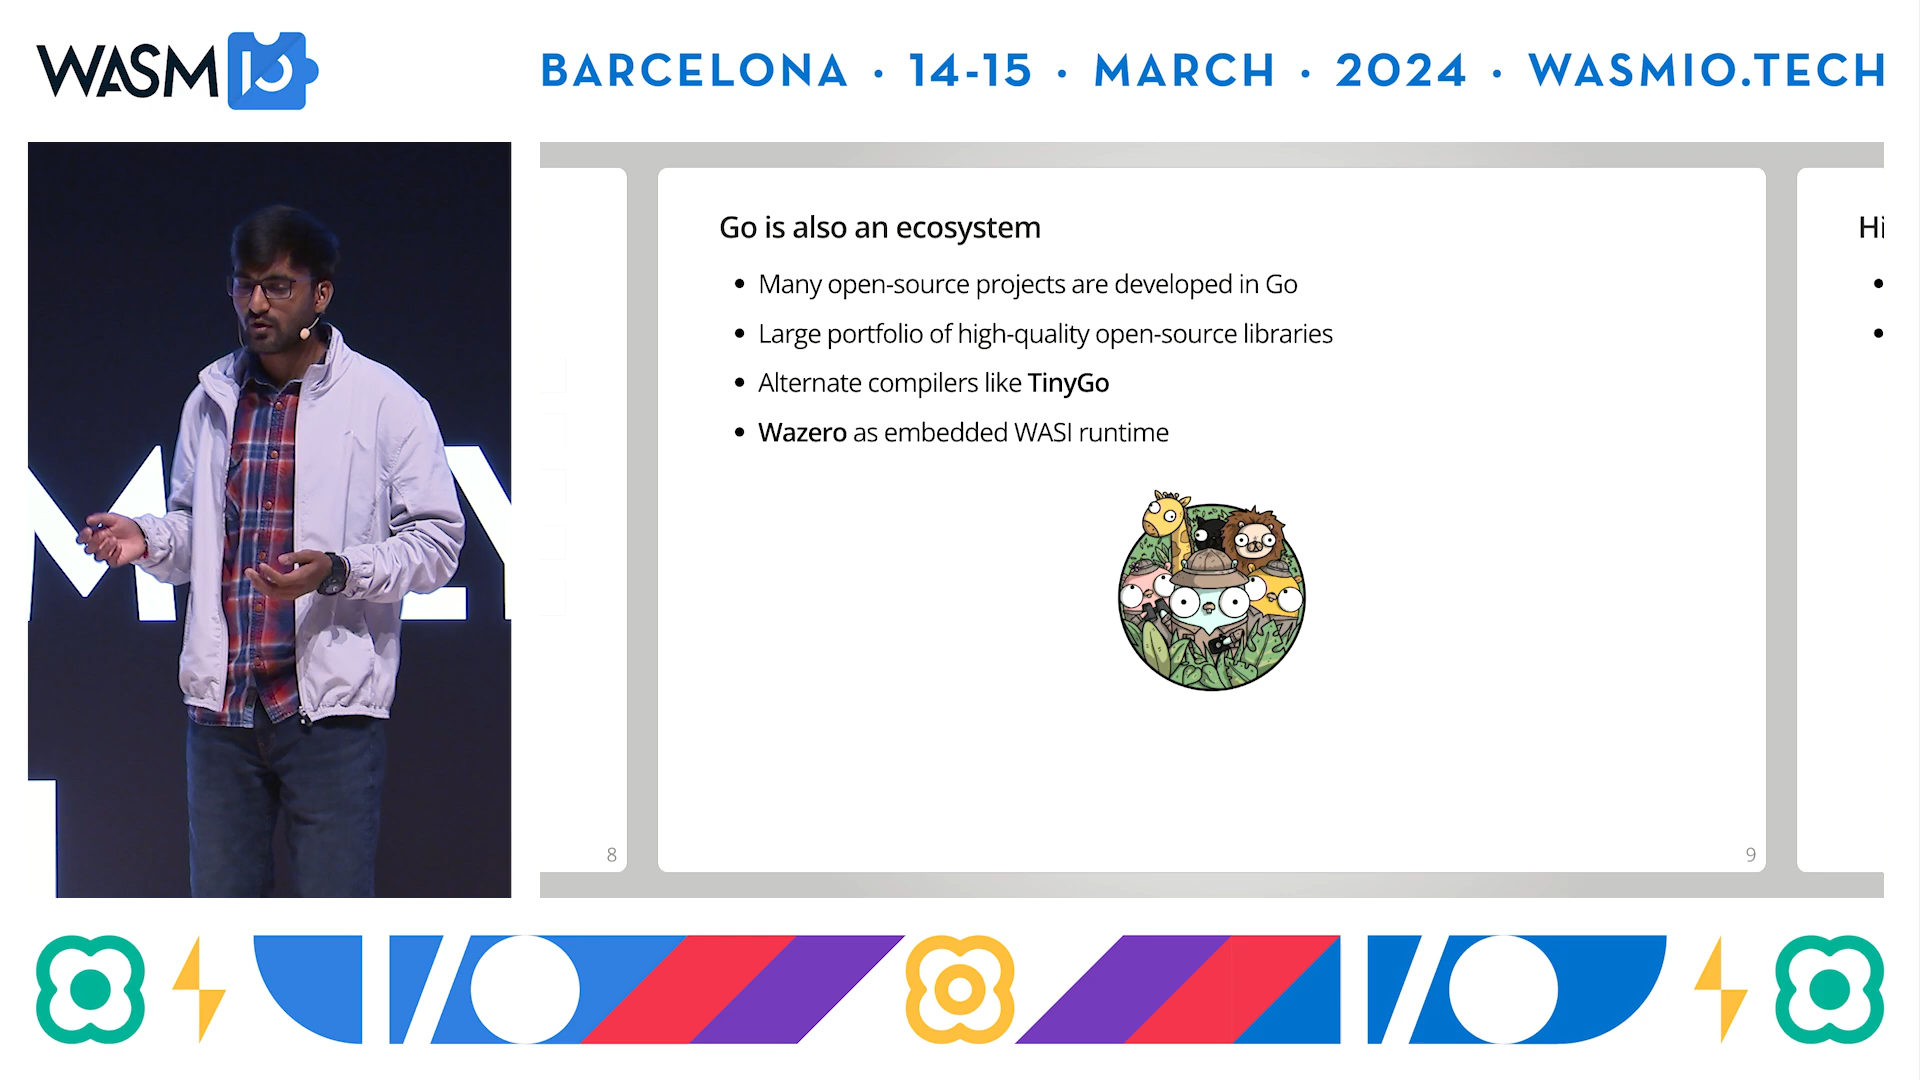 WASM IO
BARCELONA · 14-15 · MARCH · 2024 · WASMIO.TECH
Go is also an ecosystem
• Many open-source projects are developed in Go
• Large portfolio of high-quality open-source libraries
• Alternate compilers like TinyGo
• Wazero as embedded WASI runtime
8
9
Hi